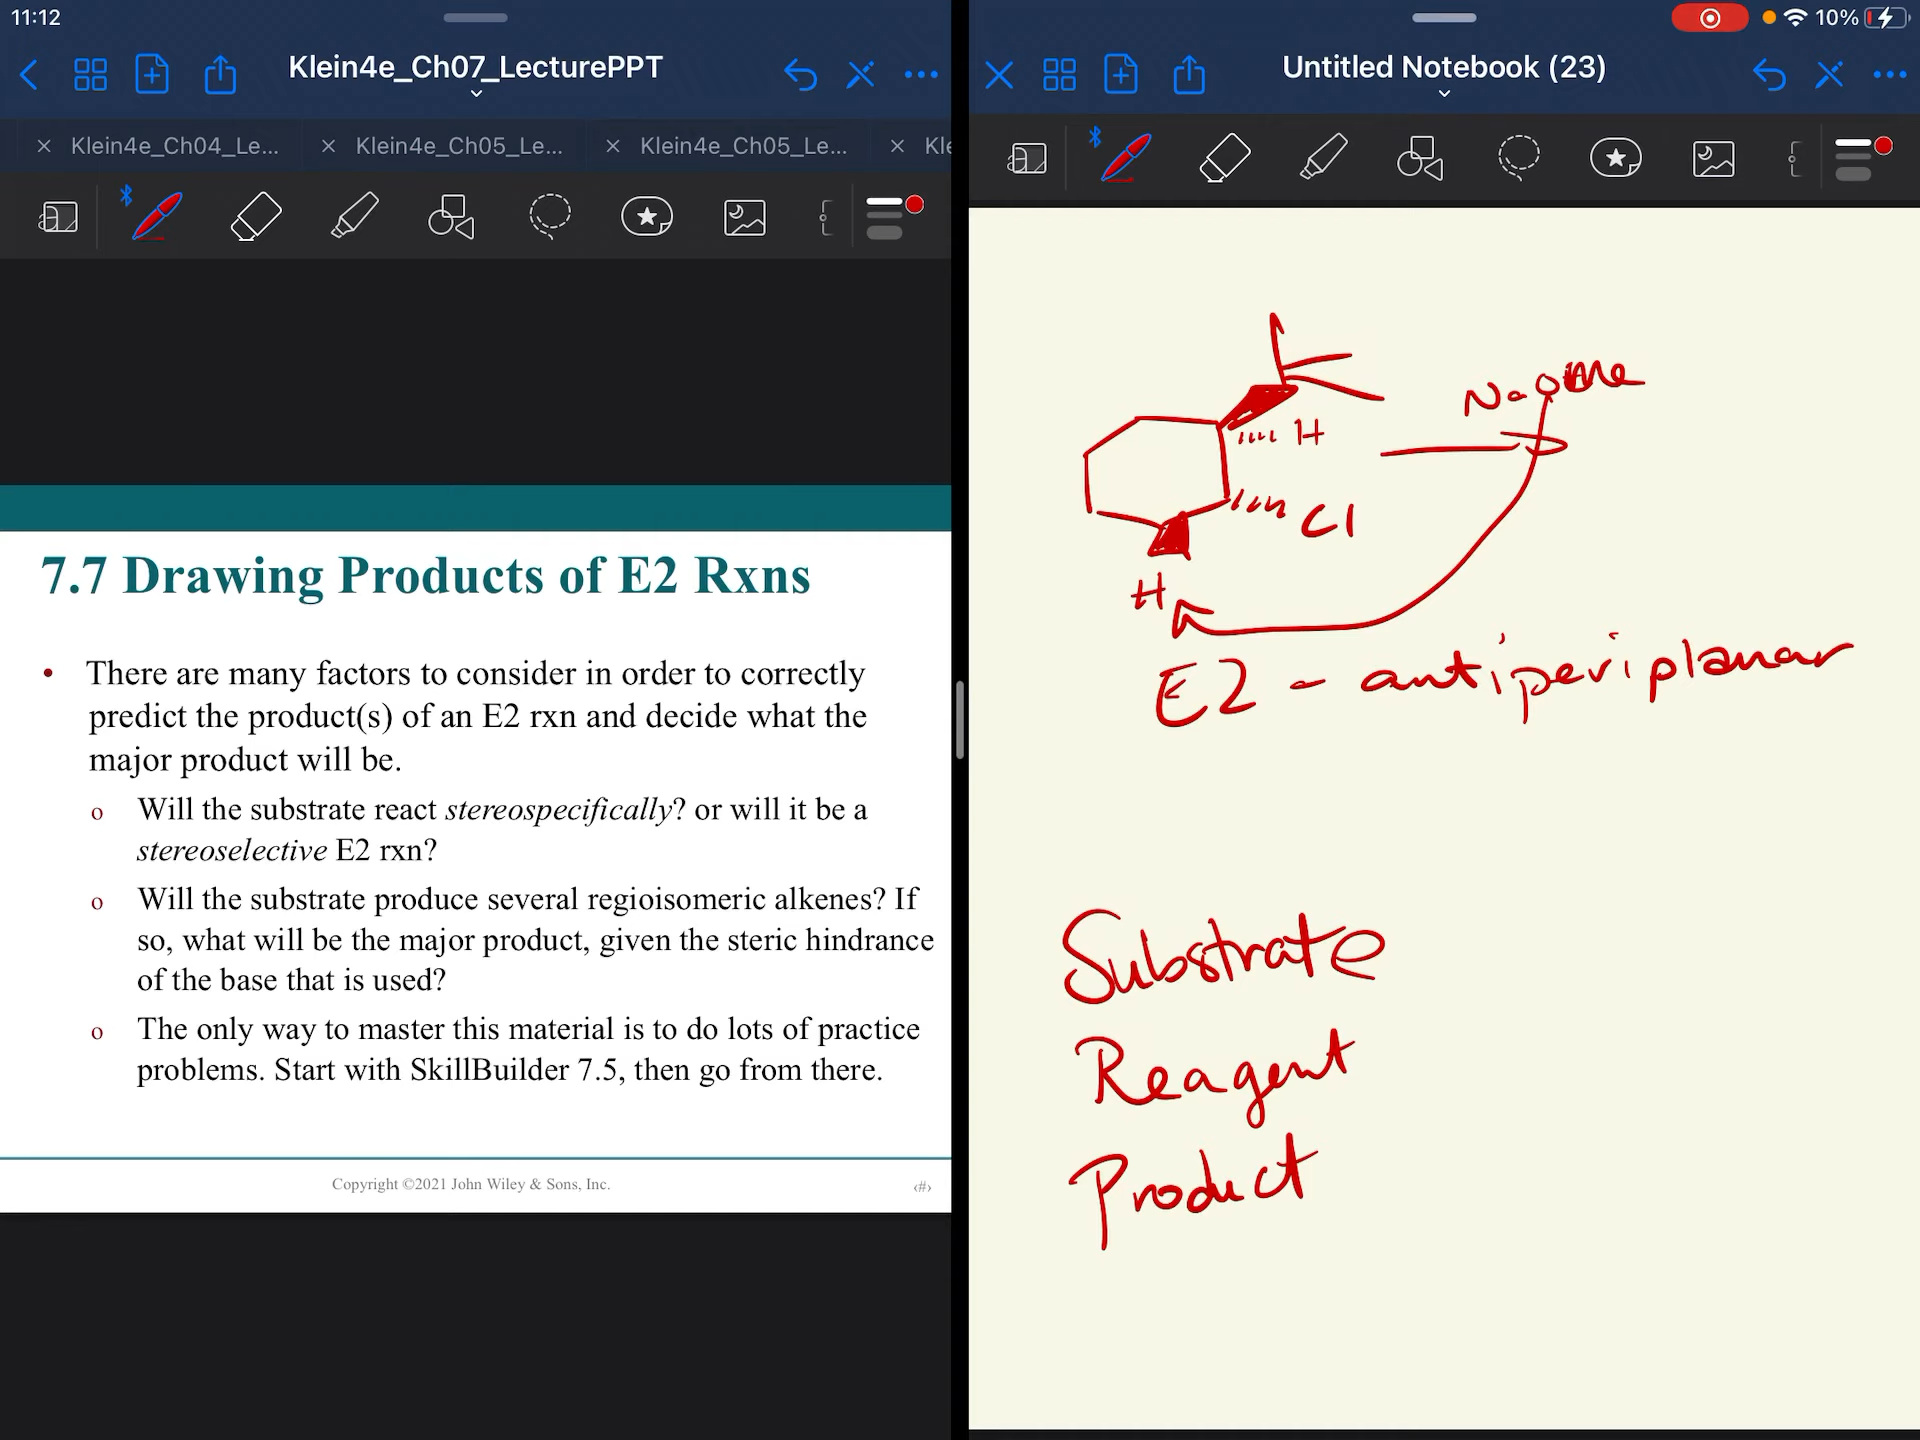 11:12
Klein4e_Ch07_LecturePPT
Klein4e_Ch04_Le...
Klein4e_Ch05_Le...
Klein4e_Ch05_Le...
Kle
7.7 Drawing Products of E2 Rxns
• There are many factors to consider in order to correctly
predict the product(s) of an E2 rxn and decide what the
major product will be.
o Will the substrate react stereospecifically? or will it be a
stereoselective E2 rxn?
o Will the substrate produce several regioisomeric alkenes? If
so, what will be the major product, given the steric hindrance
of the base that is used?
o The only way to master this material is to do lots of practice
problems. Start with SkillBuilder 7.5, then go from there.
Copyright ©2021 John Wiley & Sons, Inc.
‹#›
10%
Untitled Notebook (23)
NaOMe
H
Cl
H
E2 - antiperiplanar
Substrate
Reagent
Product